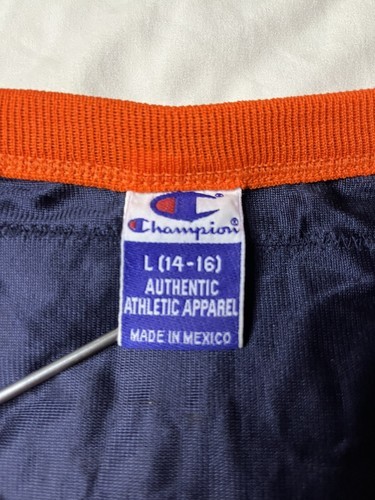 Champion
L (14-16)
AUTHENTIC
ATHLETIC APPAREL
MADE IN MEXICO